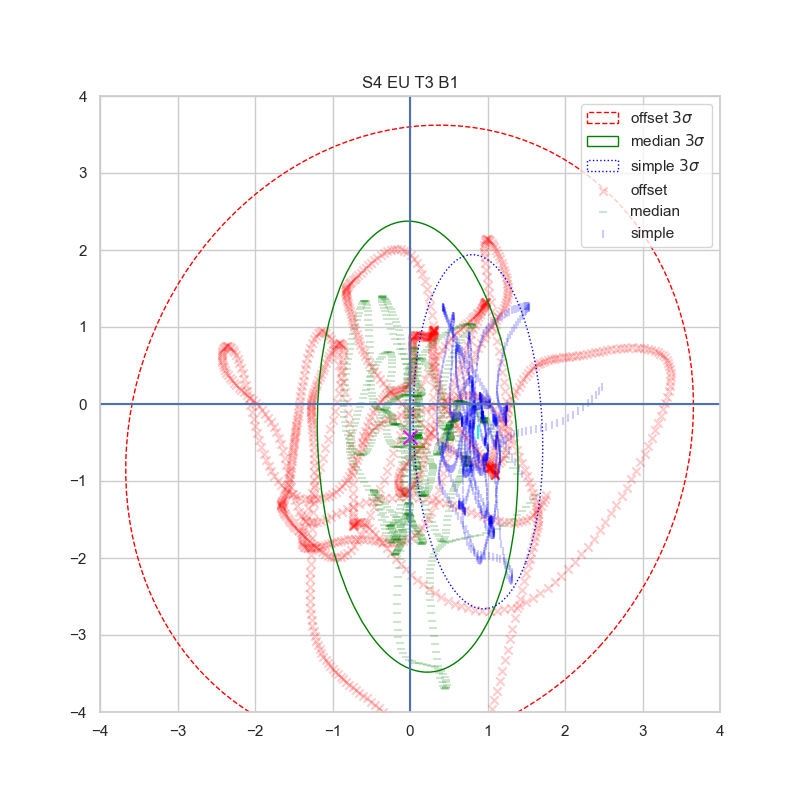 S4 EU T3 B1
offset 3σ
median 3σ
simple 3σ
offset
median
simple
4
3
2
1
0
−1
−2
−3
−4
−4 −3 −2 −1 0 1 2 3 4